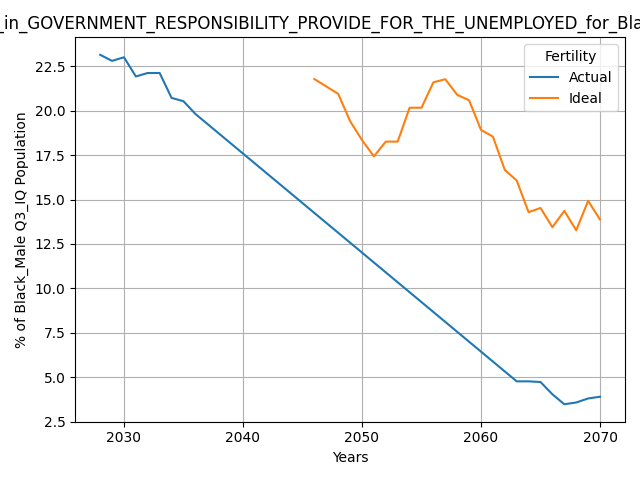 _in_GOVERNMENT_RESPONSIBILITY_PROVIDE_FOR_THE_UNEMPLOYED_for_Bla
Fertility
Actual
Ideal
% of Black_Male Q3_IQ Population
22.5
20.0
17.5
15.0
12.5
10.0
7.5
5.0
2.5
2030 2040 2050 2060 2070
Years